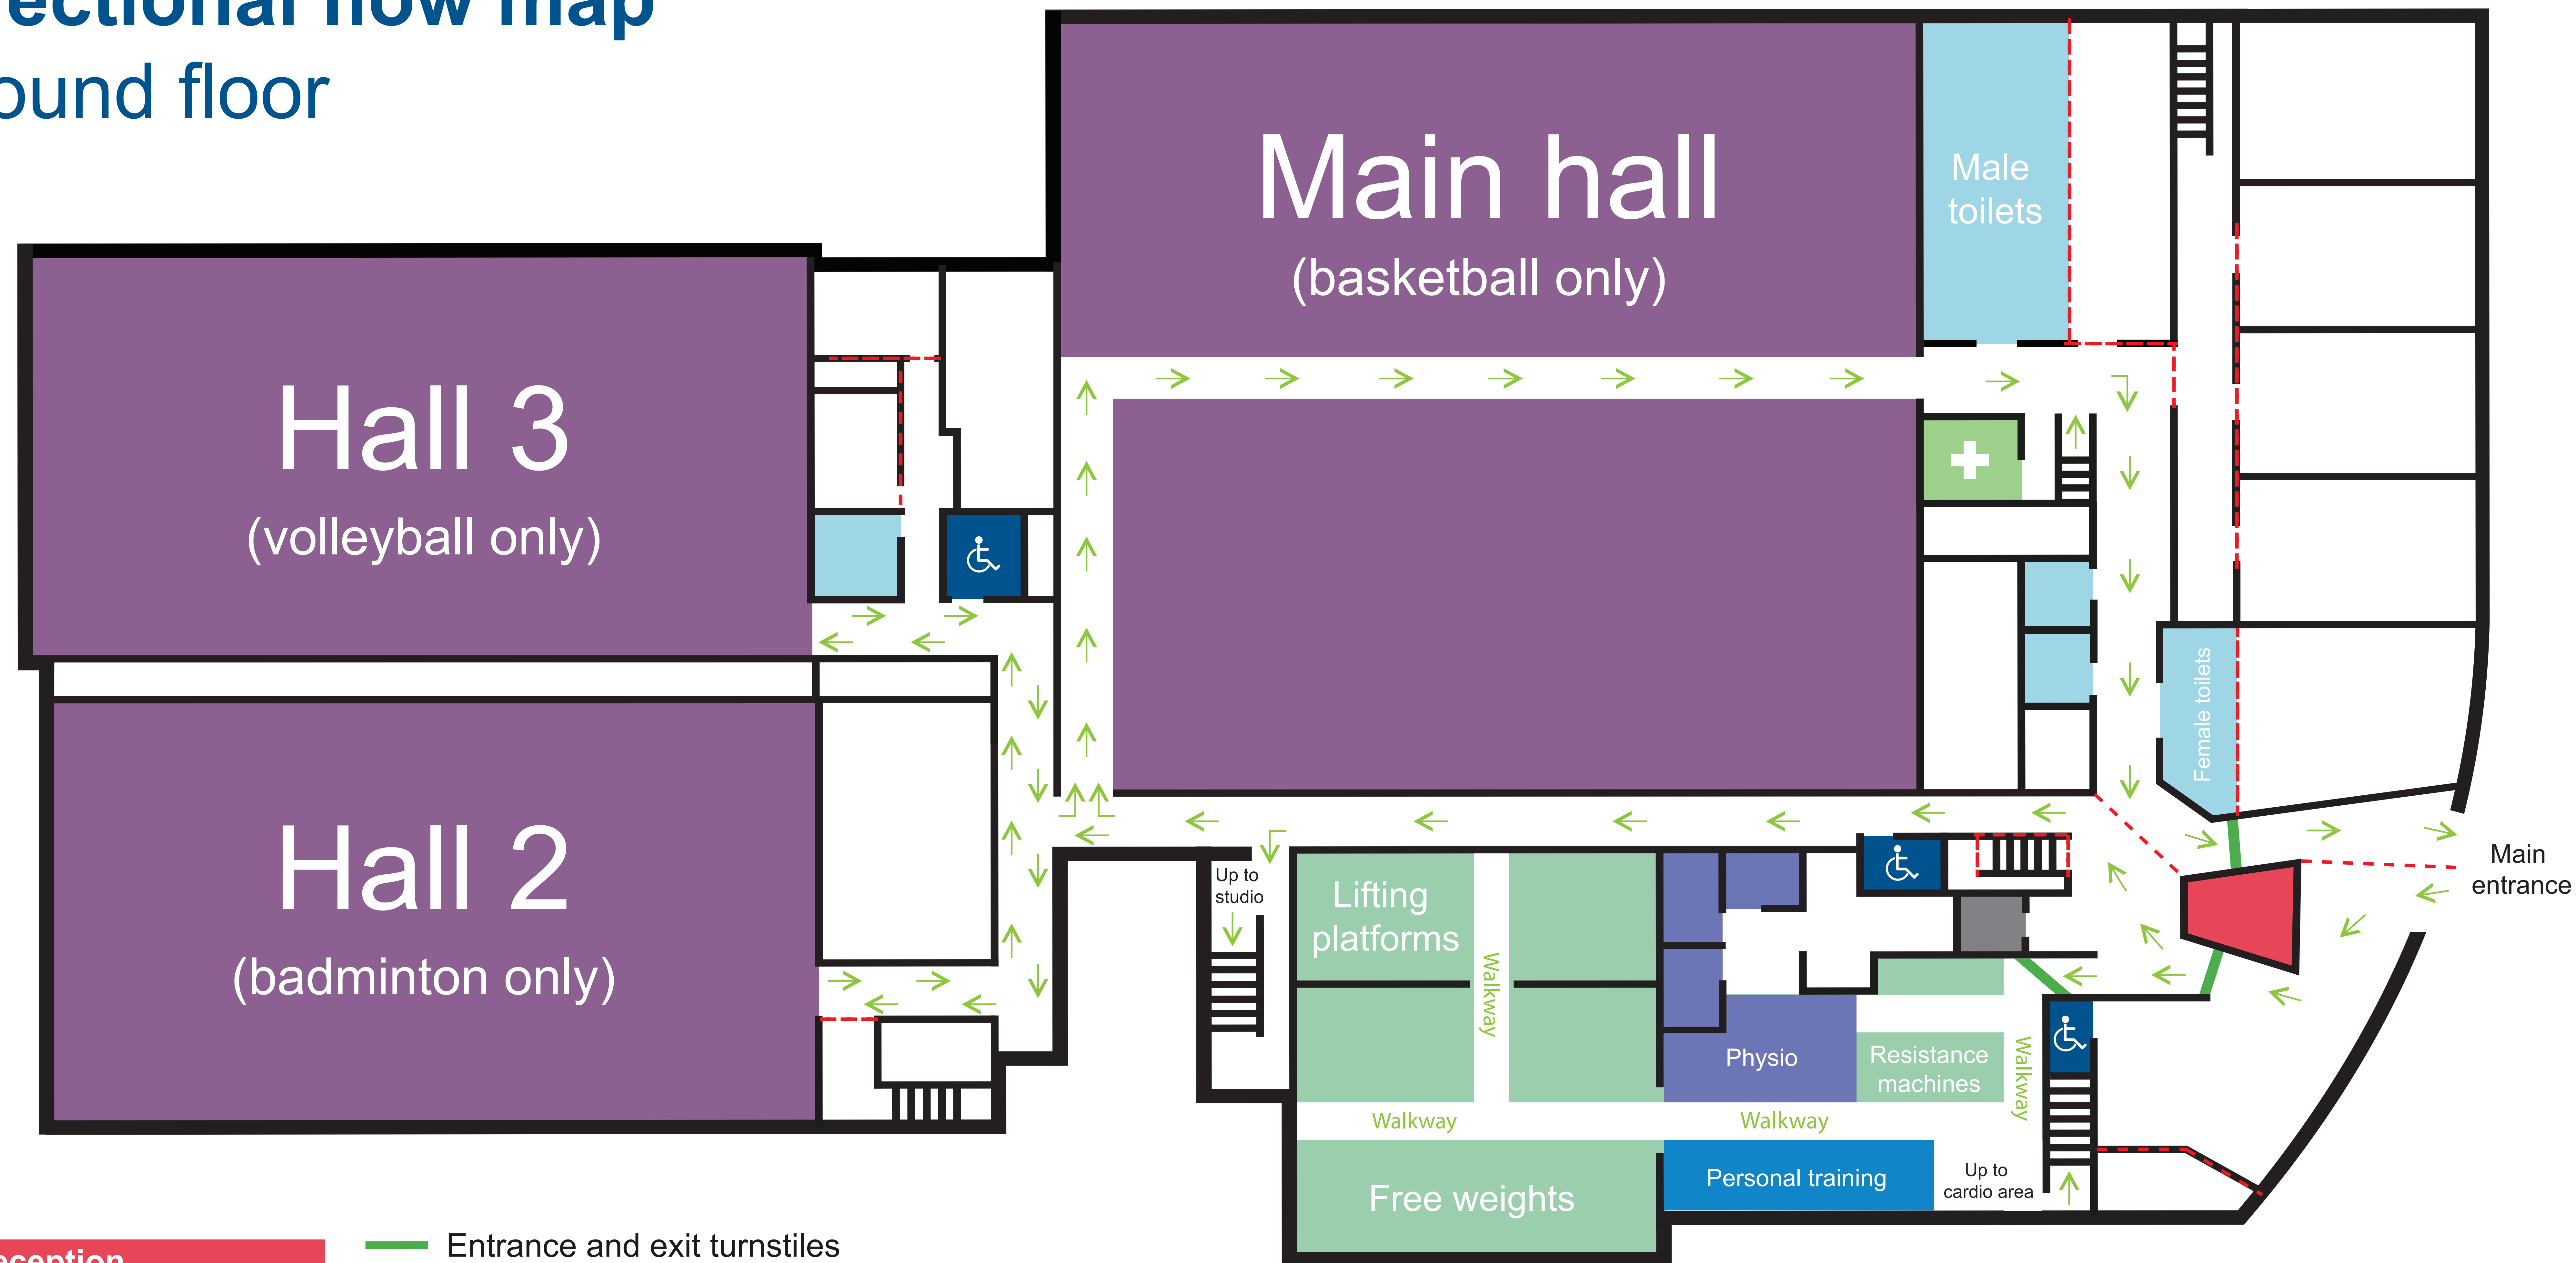 ectional flow map
ound floor
Main hall
(basketball only)
Male
toilets
Hall 3
(volleyball only)
Female toilets
Hall 2
(badminton only)
Main
entrance
Up to
studio
Lifting
platforms
Walkway
Physio
Resistance
machines
Walkway
Walkway
Walkway
Free weights
Personal training
Up to
cardio area
eception
Entrance and exit turnstiles